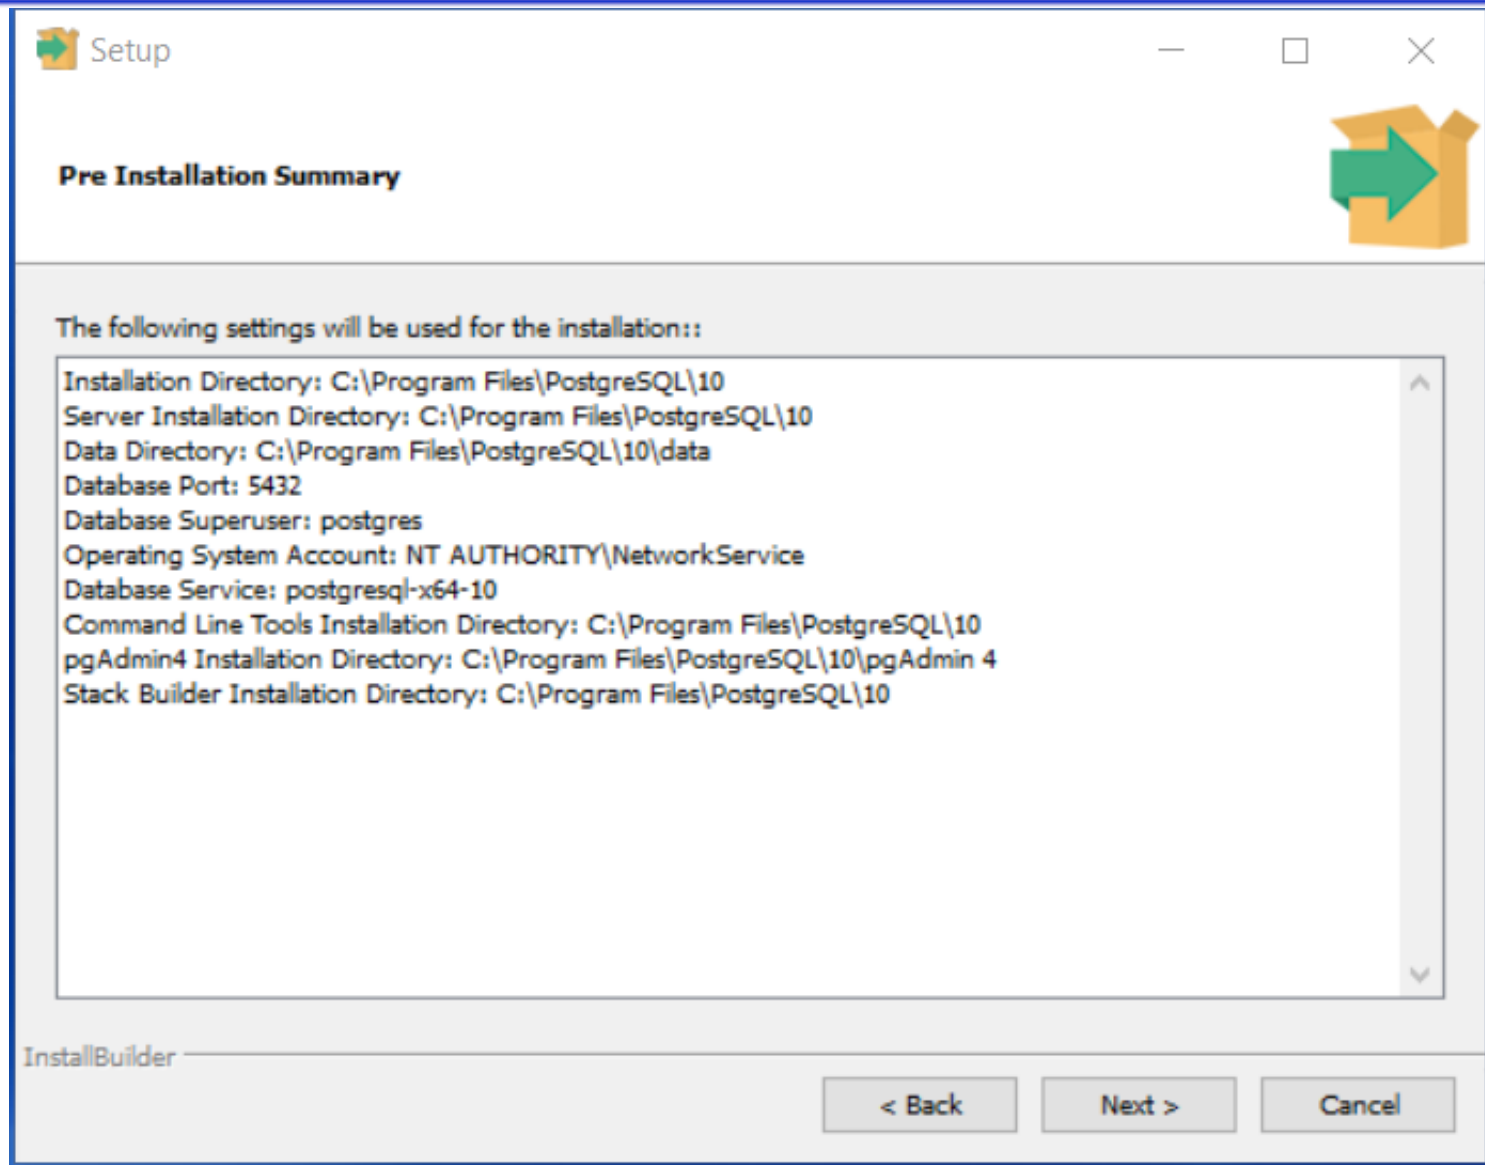 Setup
Pre Installation Summary
The following settings will be used for the installation::
Installation Directory: C:\Program Files\PostgreSQL\10
Server Installation Directory: C:\Program Files\PostgreSQL\10
Data Directory: C:\Program Files\PostgreSQL\10\data
Database Port: 5432
Database Superuser: postgres
Operating System Account: NT AUTHORITY\NetworkService
Database Service: postgresql-x64-10
Command Line Tools Installation Directory: C:\Program Files\PostgreSQL\10
pgAdmin4 Installation Directory: C:\Program Files\PostgreSQL\10\pgAdmin 4
Stack Builder Installation Directory: C:\Program Files\PostgreSQL\10
InstallBuilder
< Back Next > Cancel